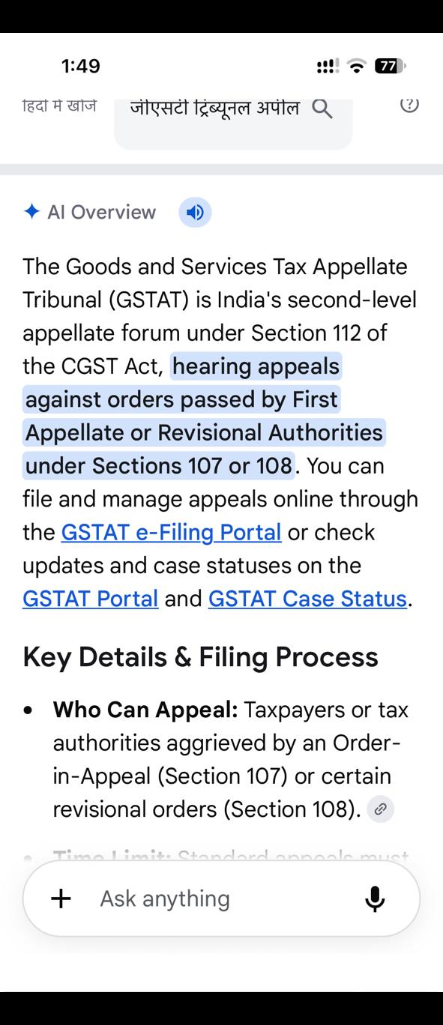 1:49
77
हिंदी में खोजें
जीएसटी ट्रिब्यूनल अपील
AI Overview
The Goods and Services Tax Appellate
Tribunal (GSTAT) is India's second-level
appellate forum under Section 112 of
the CGST Act, hearing appeals
against orders passed by First
Appellate or Revisional Authorities
under Sections 107 or 108. You can
file and manage appeals online through
the GSTAT e-Filing Portal or check
updates and case statuses on the
GSTAT Portal and GSTAT Case Status.
Key Details & Filing Process
• Who Can Appeal: Taxpayers or tax
authorities aggrieved by an Order-
in-Appeal (Section 107) or certain
revisional orders (Section 108).
• Time Limit: Standard appeals must
Ask anything